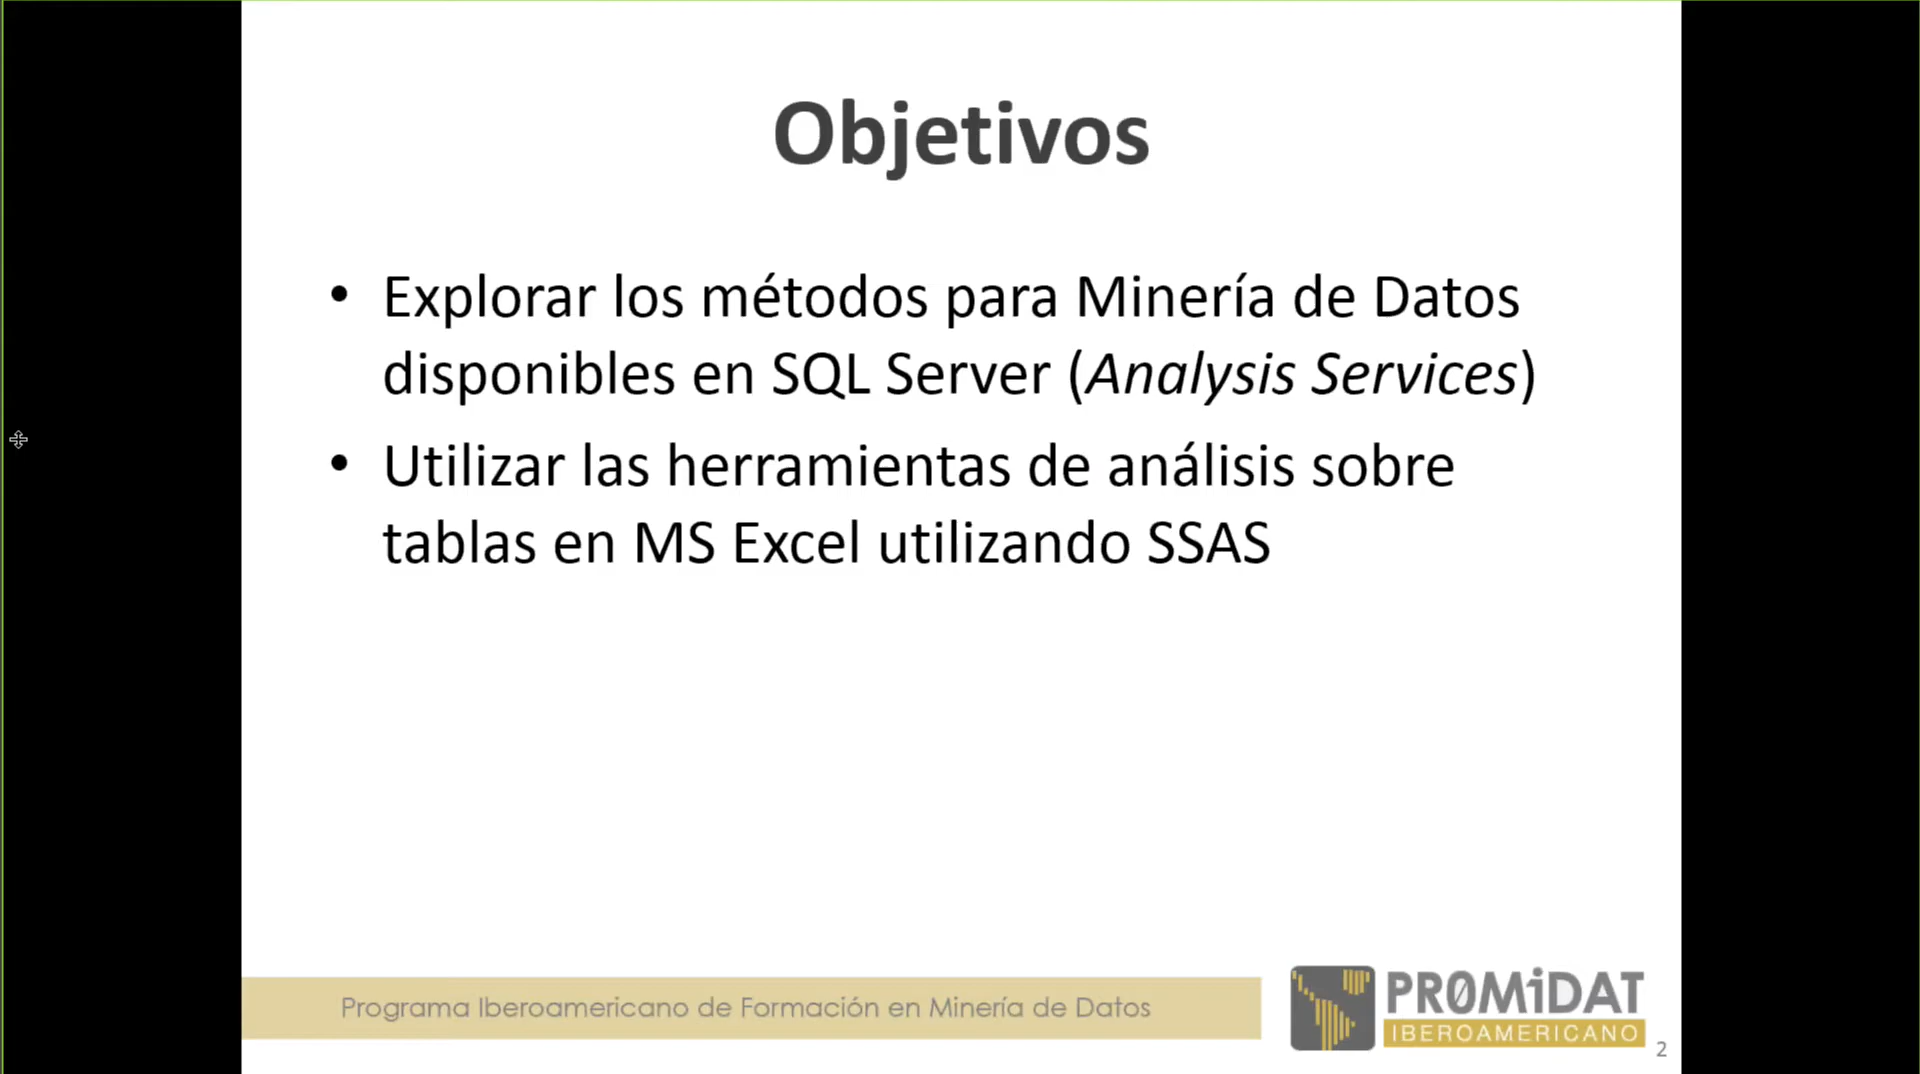 Objetivos
• Explorar los métodos para Minería de Datos
disponibles en SQL Server (Analysis Services)
• Utilizar las herramientas de análisis sobre
tablas en MS Excel utilizando SSAS
Programa Iberoamericano de Formación en Minería de Datos
PR0MiDAT
IBEROAMERICANO
2